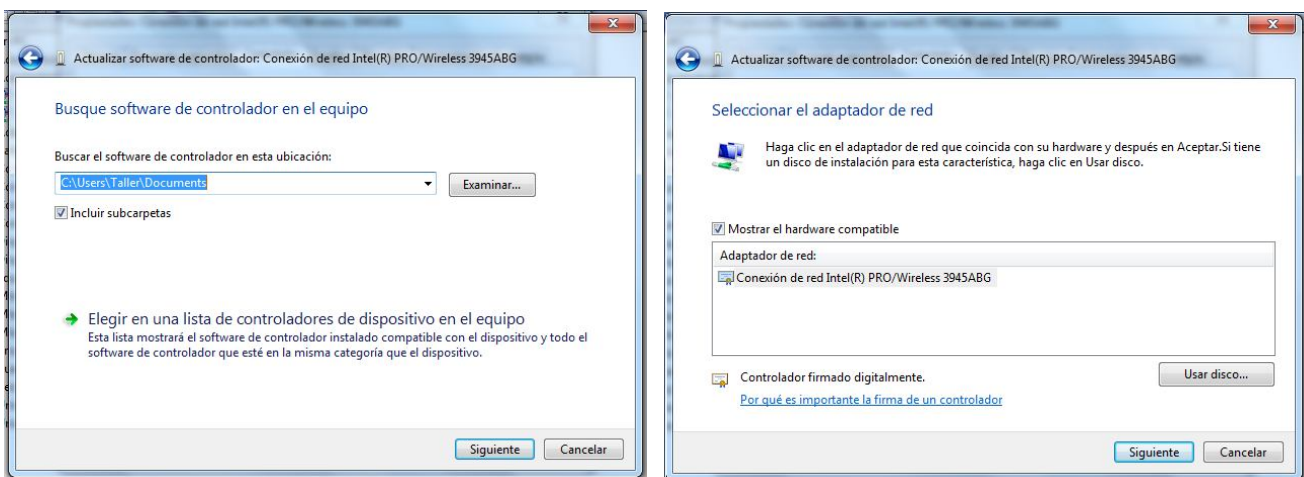 Actualizar software de controlador: Conexión de red Intel(R) PRO/Wireless 3945ABG
Busque software de controlador en el equipo
Buscar el software de controlador en esta ubicación:
C:\Users\Taller\Documents
Examinar...
Incluir subcarpetas
Elegir en una lista de controladores de dispositivo en el equipo
Esta lista mostrará el software de controlador instalado compatible con el dispositivo y todo el
software de controlador que esté en la misma categoría que el dispositivo.
Siguiente
Cancelar
Actualizar software de controlador: Conexión de red Intel(R) PRO/Wireless 3945ABG
Seleccionar el adaptador de red
Haga clic en el adaptador de red que coincida con su hardware y después en Aceptar.Si tiene
un disco de instalación para esta característica, haga clic en Usar disco.
Mostrar el hardware compatible
Adaptador de red:
Conexión de red Intel(R) PRO/Wireless 3945ABG
Controlador firmado digitalmente.
Usar disco...
Por qué es importante la firma de un controlador
Siguiente
Cancelar